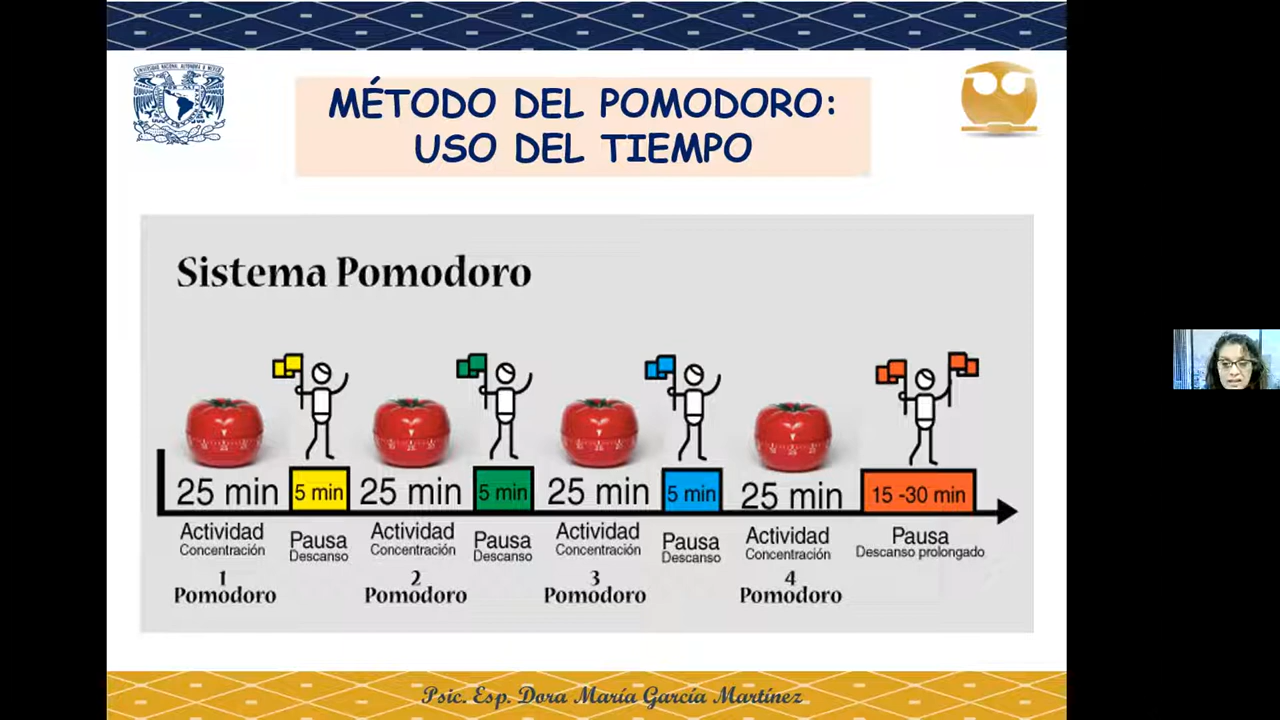 MÉTODO DEL POMODORO:
USO DEL TIEMPO
Sistema Pomodoro
25 min
5 min
25 min
5 min
25 min
5 min
25 min
15 -30 min
Actividad
Concentración
Pausa
Descanso
Actividad
Concentración
Pausa
Descanso
Actividad
Concentración
Pausa
Descanso
Actividad
Concentración
Pausa
Descanso prolongado
1
Pomodoro
2
Pomodoro
3
Pomodoro
4
Pomodoro
Psic. Esp. Dora María García Martínez